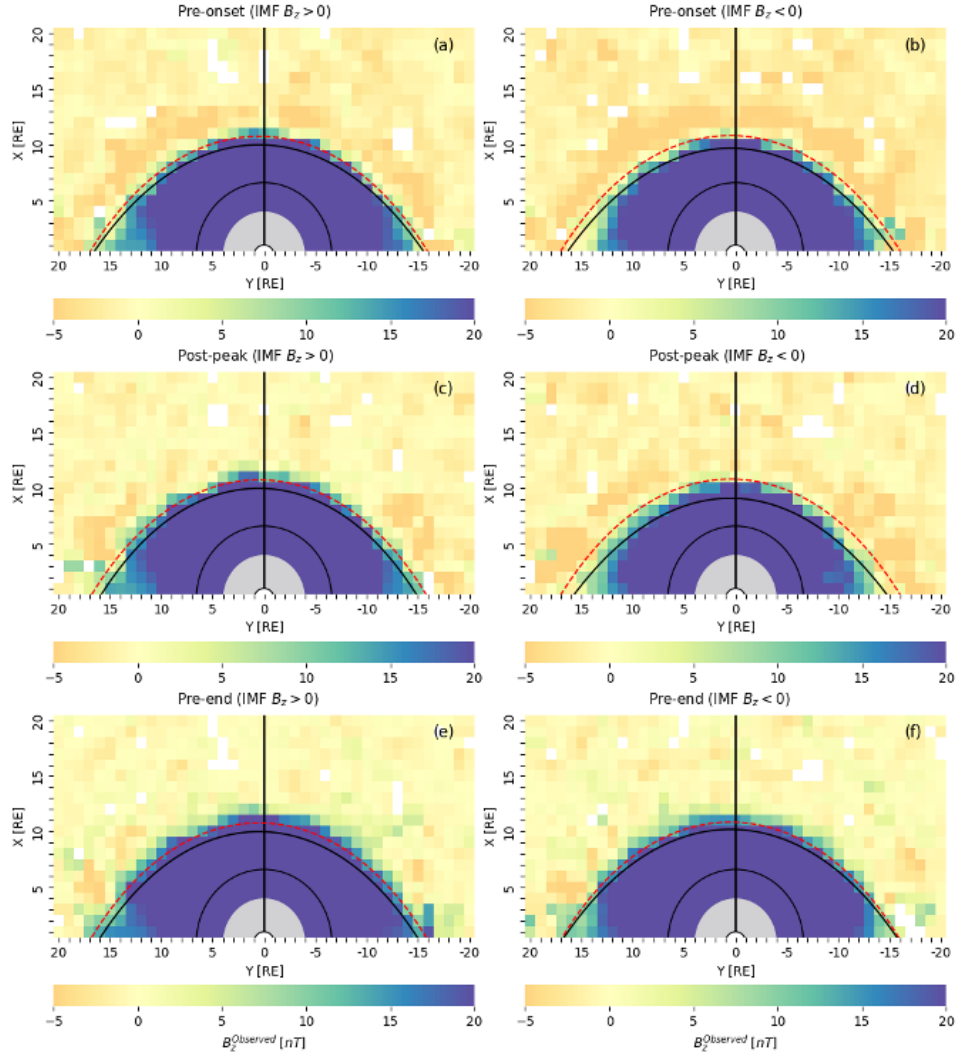 Pre-onset (IMF B_z > 0)
Pre-onset (IMF B_z < 0)
(a)
(b)
20
15
10
5
X [RE]
20
15
10
5
X [RE]
20 15 10 5 0 -5 -10 -15 -20
20 15 10 5 0 -5 -10 -15 -20
Y [RE]
Y [RE]
−5 0 5 10 15 20
−5 0 5 10 15 20
Post-peak (IMF B_z > 0)
Post-peak (IMF B_z < 0)
(c)
(d)
20
15
10
5
X [RE]
20
15
10
5
X [RE]
20 15 10 5 0 -5 -10 -15 -20
20 15 10 5 0 -5 -10 -15 -20
Y [RE]
Y [RE]
−5 0 5 10 15 20
−5 0 5 10 15 20
Pre-end (IMF B_z > 0)
Pre-end (IMF B_z < 0)
(e)
(f)
20
15
10
5
X [RE]
20
15
10
5
X [RE]
20 15 10 5 0 -5 -10 -15 -20
20 15 10 5 0 -5 -10 -15 -20
Y [RE]
Y [RE]
−5 0 5 10 15 20
−5 0 5 10 15 20
B_z^Observed [nT]
B_z^Observed [nT]